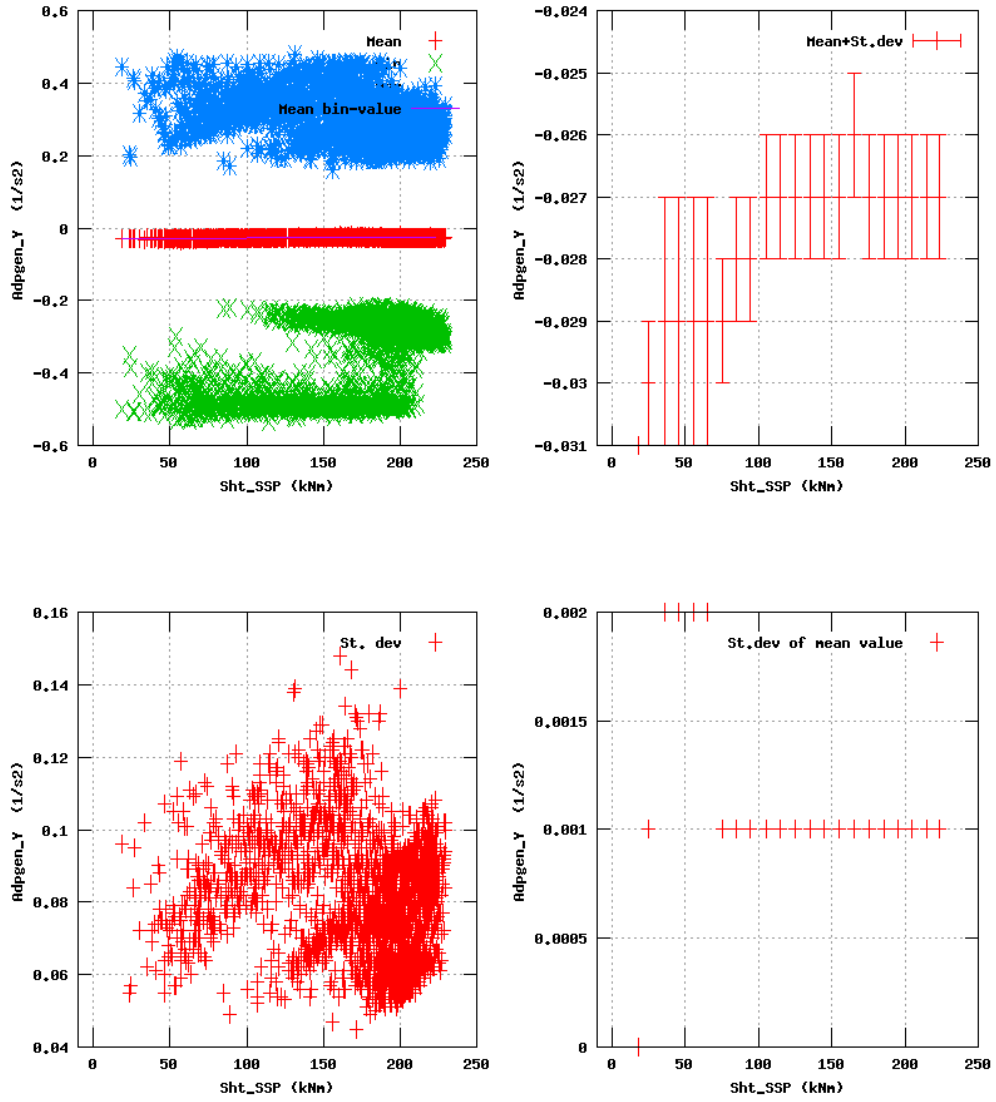 0.6
0.4
0.2
0
-0.2
-0.4
-0.6
0 50 100 150 200 250
Adpgen_Y (1/s2)
Sht_SSP (kNm)
Mean
Mean bin-value
-0.024
-0.025
-0.026
-0.027
-0.028
-0.029
-0.03
-0.031
0 50 100 150 200 250
Adpgen_Y (1/s2)
Sht_SSP (kNm)
Mean+St.dev
0.16
0.14
0.12
0.1
0.08
0.06
0.04
0 50 100 150 200 250
Adpgen_Y (1/s2)
Sht_SSP (kNm)
St. dev
0.002
0.0015
0.001
0.0005
0
0 50 100 150 200 250
Adpgen_Y (1/s2)
Sht_SSP (kNm)
St.dev of mean value